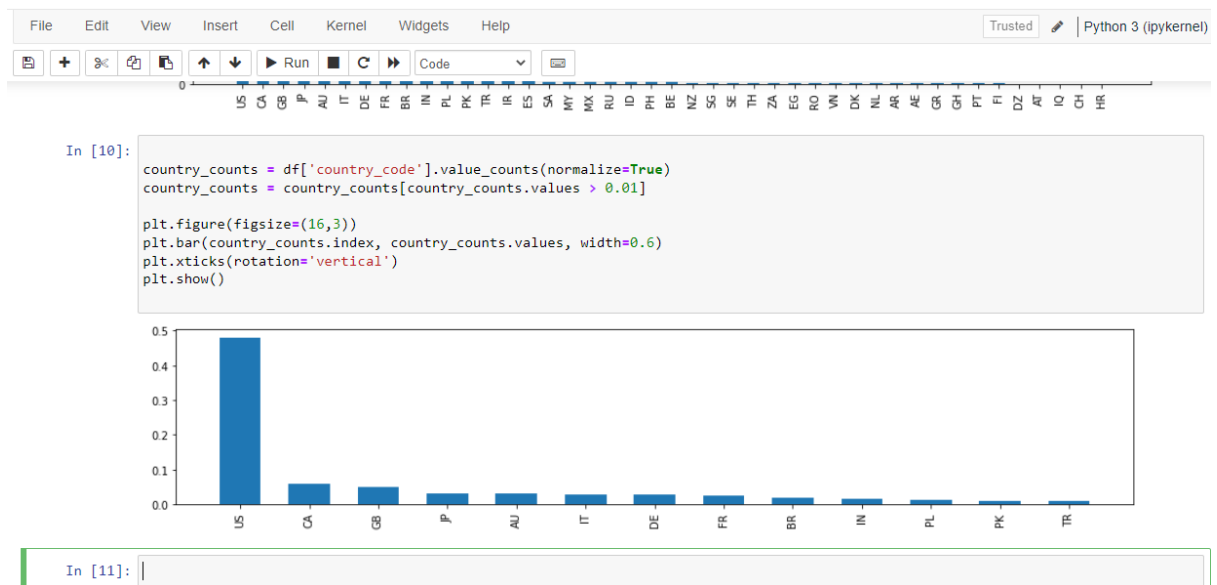 File Edit View Insert Cell Kernel Widgets Help Trusted Python 3 (ipykernel)
Run Code
0
US CA GB JP AU IT DE FR BR IN PL PK TR IR ES SA MY MX RU ID PH BE NZ SG SE TH ZA EG RO VN DK NL AR AE GR GH PT FI DZ AT IQ CH HR
In [10]:
country_counts = df['country_code'].value_counts(normalize=True)
country_counts = country_counts[country_counts.values > 0.01]
plt.figure(figsize=(16,3))
plt.bar(country_counts.index, country_counts.values, width=0.6)
plt.xticks(rotation='vertical')
plt.show()
0.5
0.4
0.3
0.2
0.1
0.0
US CA GB JP AU IT DE FR BR IN PL PK TR
In [11]: